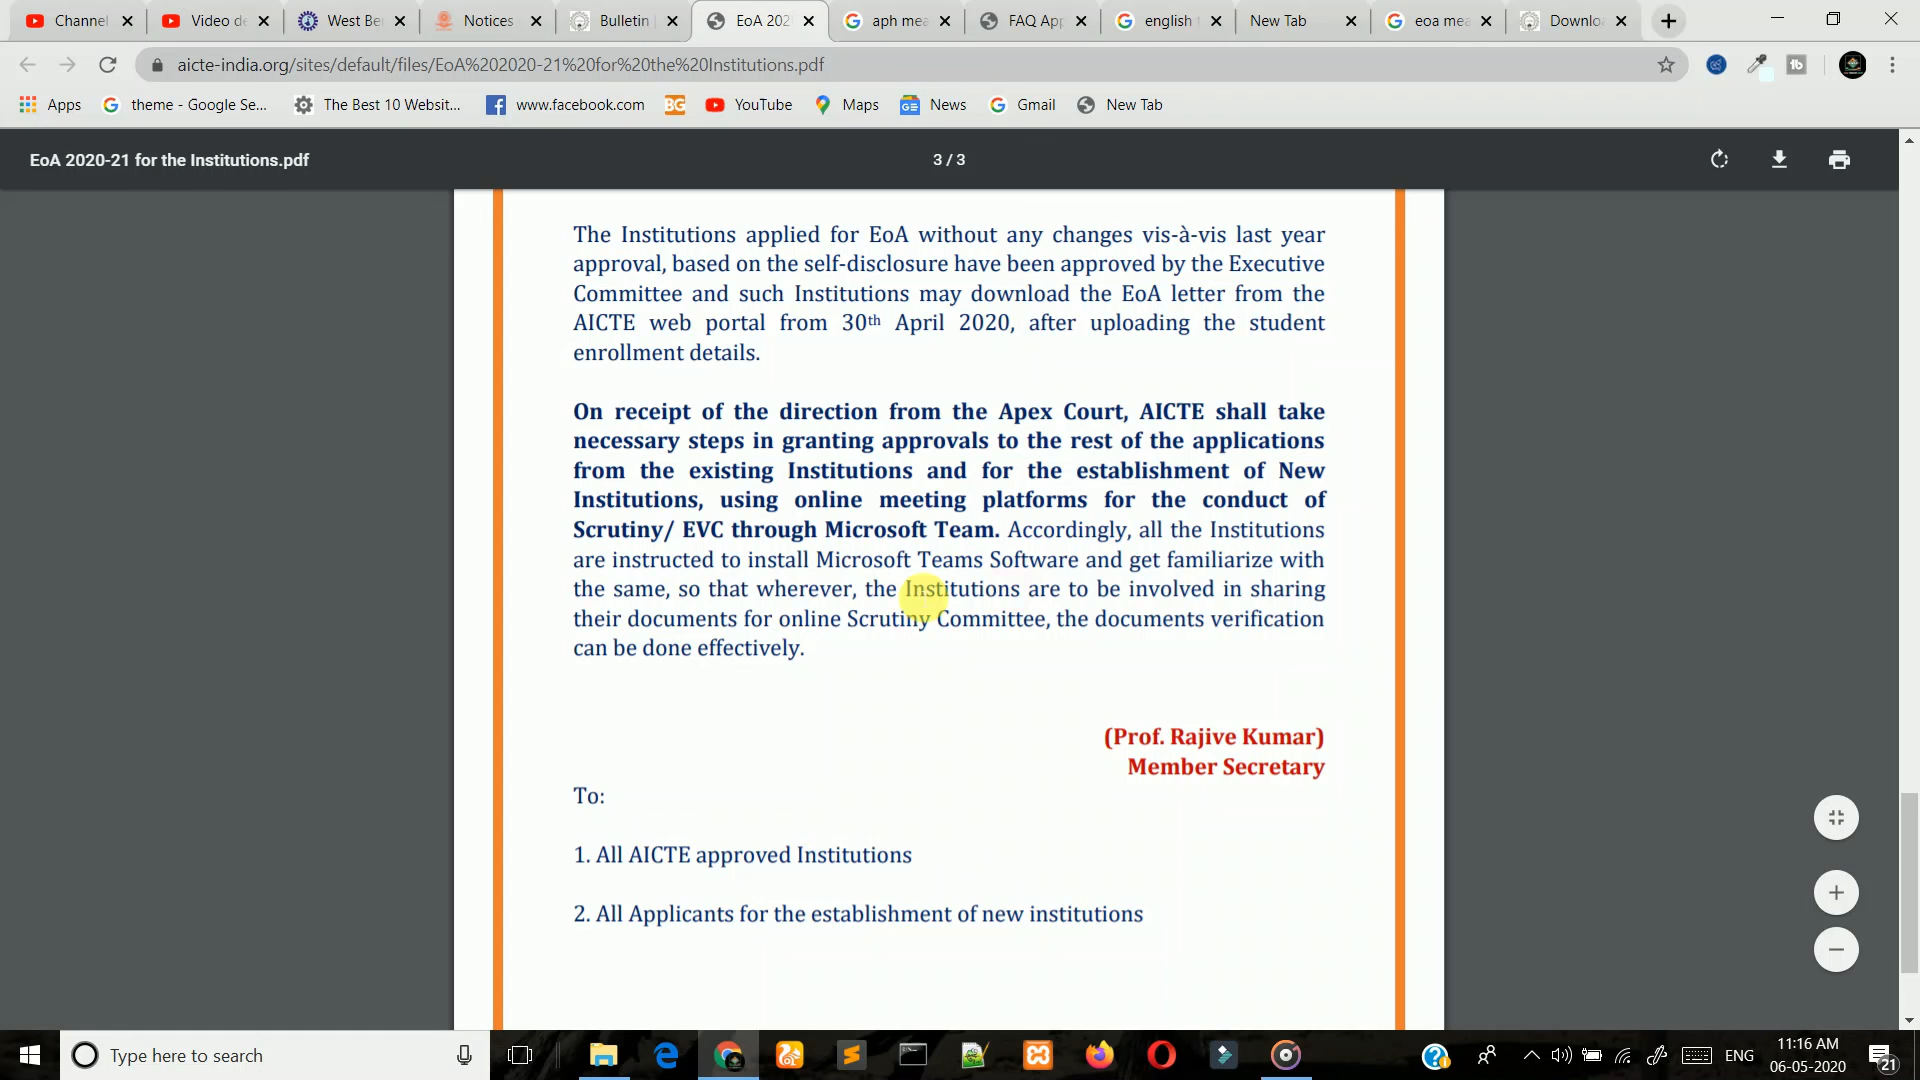 Channel
Video de
West Be
Notices
Bulletin
EoA 202
aph mea
FAQ App
english
New Tab
eoa mea
Downlo
aicte-india.org/sites/default/files/EoA%202020-21%20for%20the%20Institutions.pdf
Apps
theme - Google Se...
The Best 10 Websit...
www.facebook.com
BG
YouTube
Maps
News
Gmail
New Tab
EoA 2020-21 for the Institutions.pdf
3 / 3
The Institutions applied for EoA without any changes vis-à-vis last year
approval, based on the self-disclosure have been approved by the Executive
Committee and such Institutions may download the EoA letter from the
AICTE web portal from 30th April 2020, after uploading the student
enrollment details.
On receipt of the direction from the Apex Court, AICTE shall take
necessary steps in granting approvals to the rest of the applications
from the existing Institutions and for the establishment of New
Institutions, using online meeting platforms for the conduct of
Scrutiny/ EVC through Microsoft Team. Accordingly, all the Institutions
are instructed to install Microsoft Teams Software and get familiarize with
the same, so that wherever, the Institutions are to be involved in sharing
their documents for online Scrutiny Committee, the documents verification
can be done effectively.
(Prof. Rajive Kumar)
Member Secretary
To:
1. All AICTE approved Institutions
2. All Applicants for the establishment of new institutions
Type here to search
ENG
11:16 AM
06-05-2020
21